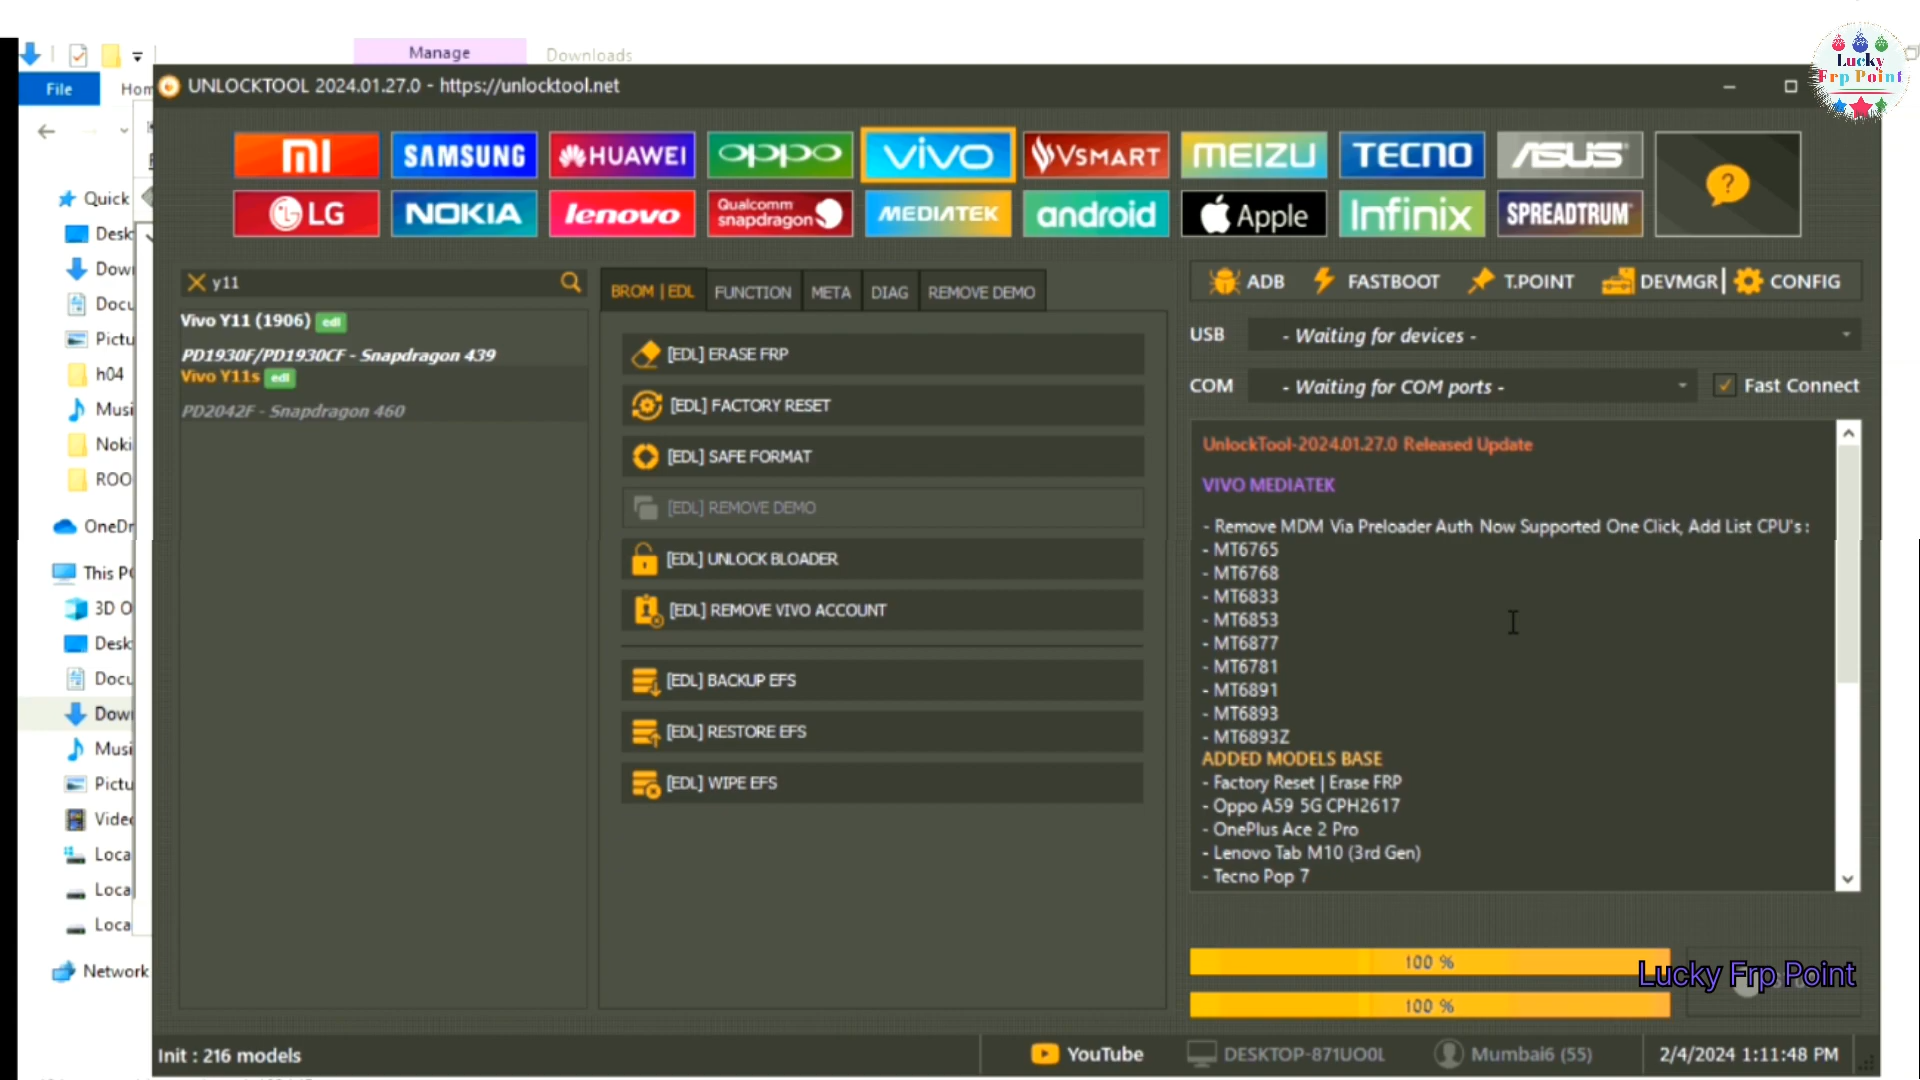 Manage
Downloads
Lucky
Frp Point
File
Hom
UNLOCKTOOL 2024.01.27.0 - https://unlocktool.net
MI SAMSUNG HUAWEI oppo vivo VSMART MEIZU TECNO ASUS ?
LG NOKIA lenovo Qualcomm snapdragon MEDIATEK android Apple Infinix SPREADTRUM
Quick
Desk
Down
Docu
Pictu
h04
Musi
Noki
ROO
OneDr
This PC
3D O
Desk
Docu
Down
Musi
Pictu
Video
Loca
Loca
Loca
Network
y11
Vivo Y11 (1906) edl
PD1930F/PD1930CF - Snapdragon 439
Vivo Y11s edl
PD2042F - Snapdragon 460
BROM | EDL FUNCTION META DIAG REMOVE DEMO
[EDL] ERASE FRP
[EDL] FACTORY RESET
[EDL] SAFE FORMAT
[EDL] REMOVE DEMO
[EDL] UNLOCK BLOADER
[EDL] REMOVE VIVO ACCOUNT
[EDL] BACKUP EFS
[EDL] RESTORE EFS
[EDL] WIPE EFS
ADB FASTBOOT T.POINT DEVMGR CONFIG
USB - Waiting for devices -
COM - Waiting for COM ports - Fast Connect
UnlockTool-2024.01.27.0 Released Update
VIVO MEDIATEK
- Remove MDM Via Preloader Auth Now Supported One Click, Add List CPU's :
- MT6765
- MT6768
- MT6833
- MT6853
- MT6877
- MT6781
- MT6891
- MT6893
- MT6893Z
ADDED MODELS BASE
- Factory Reset | Erase FRP
- Oppo A59 5G CPH2617
- OnePlus Ace 2 Pro
- Lenovo Tab M10 (3rd Gen)
- Tecno Pop 7
100 %
Lucky Frp Point
100 %
Init : 216 models
YouTube
DESKTOP-871UO0L
Mumbai6 (55)
2/4/2024 1:11:48 PM